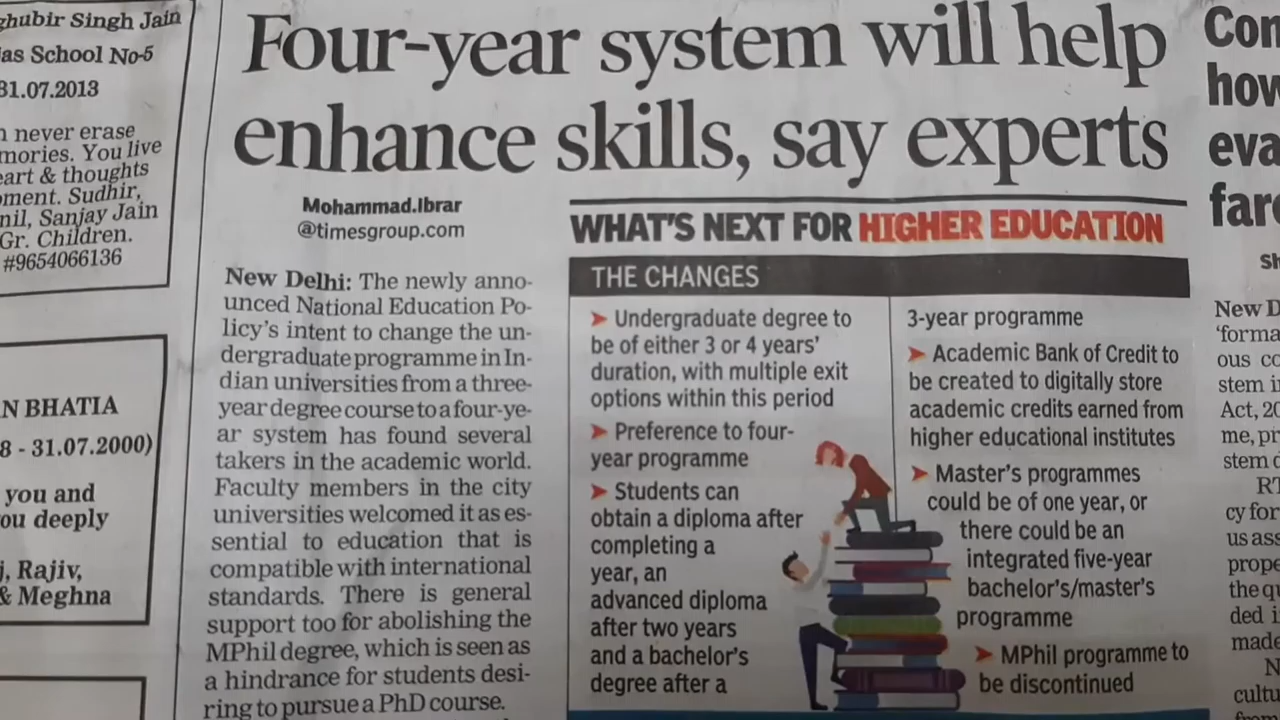 ghubir Singh Jain
as School No-5
31.07.2013
never erase
mories. You live
eart & thoughts
oment. Sudhir,
nil, Sanjay Jain
Gr. Children.
#9654066136
N BHATIA
8 - 31.07.2000)
you and
ou deeply
j, Rajiv,
& Meghna
Four-year system will help
enhance skills, say experts
Mohammad.Ibrar
@timesgroup.com
New Delhi: The newly anno-
unced National Education Po-
licy's intent to change the un-
dergraduate programme in In-
dian universities from a three-
year degree course to a four-ye-
ar system has found several
takers in the academic world.
Faculty members in the city
universities welcomed it as es-
sential to education that is
compatible with international
standards. There is general
support too for abolishing the
MPhil degree, which is seen as
a hindrance for students desi-
ring to pursue a PhD course.
WHAT'S NEXT FOR HIGHER EDUCATION
THE CHANGES
➤ Undergraduate degree to
be of either 3 or 4 years'
duration, with multiple exit
options within this period
➤ Preference to four-
year programme
➤ Students can
obtain a diploma after
completing a
year, an
advanced diploma
after two years
and a bachelor's
degree after a
3-year programme
➤ Academic Bank of Credit to
be created to digitally store
academic credits earned from
higher educational institutes
➤ Master's programmes
could be of one year, or
there could be an
integrated five-year
bachelor's/master's
programme
➤ MPhil programme to
be discontinued
Con
how
eva
fare
Sh
New D
'forma
ous co
stem i
Act, 20
me, pr
stem d
RT
cy for
us ass
prope
the qu
ded i
made
N
cultu